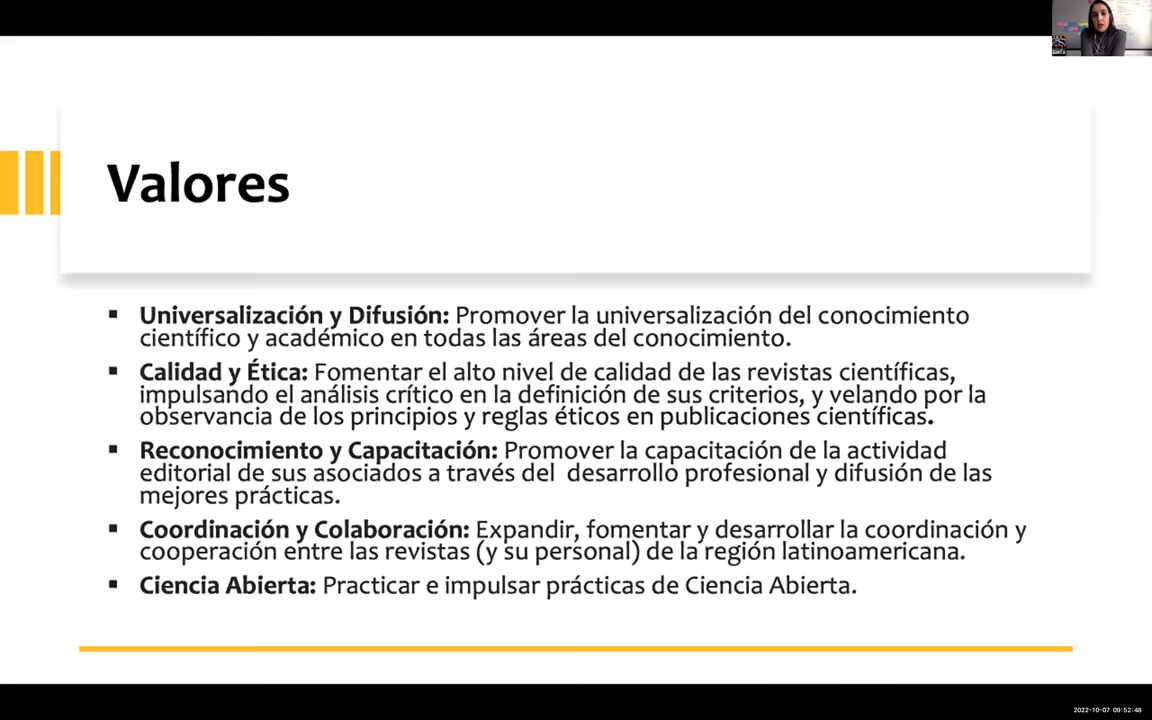 Valores
▪ Universalización y Difusión: Promover la universalización del conocimiento
científico y académico en todas las áreas del conocimiento.
▪ Calidad y Ética: Fomentar el alto nivel de calidad de las revistas científicas,
impulsando el análisis crítico en la definición de sus criterios, y velando por la
observancia de los principios y reglas éticos en publicaciones científicas.
▪ Reconocimiento y Capacitación: Promover la capacitación de la actividad
editorial de sus asociados a través del desarrollo profesional y difusión de las
mejores prácticas.
▪ Coordinación y Colaboración: Expandir, fomentar y desarrollar la coordinación y
cooperación entre las revistas (y su personal) de la región latinoamericana.
▪ Ciencia Abierta: Practicar e impulsar prácticas de Ciencia Abierta.
2022-10-07 09:52:48